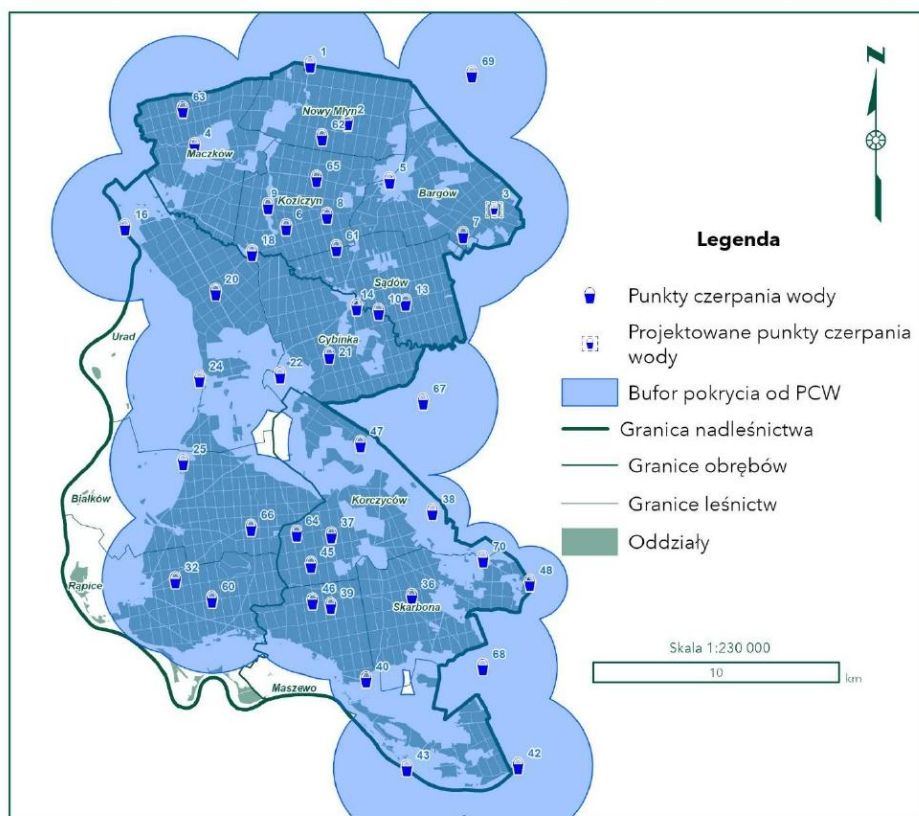 1
69
N
63
Nowy Młyn
2
62
4
Maczków
65
5
Bargów
9
Koziczyn
8
3
6
7
16
18
61
20
Sądów
14
10
13
Cybinka
21
Urad
24
22
67
25
47
Białków
Korczyców
38
66
64
37
70
32
45
48
Rąpice
60
46
39
36
Skarbona
40
68
Maszewo
43
42
Legenda
Punkty czerpania wody
Projektowane punkty czerpania
wody
Bufor pokrycia od PCW
Granica nadleśnictwa
Granice obrębów
Granice leśnictw
Oddziały
Skala 1:230 000
10
km